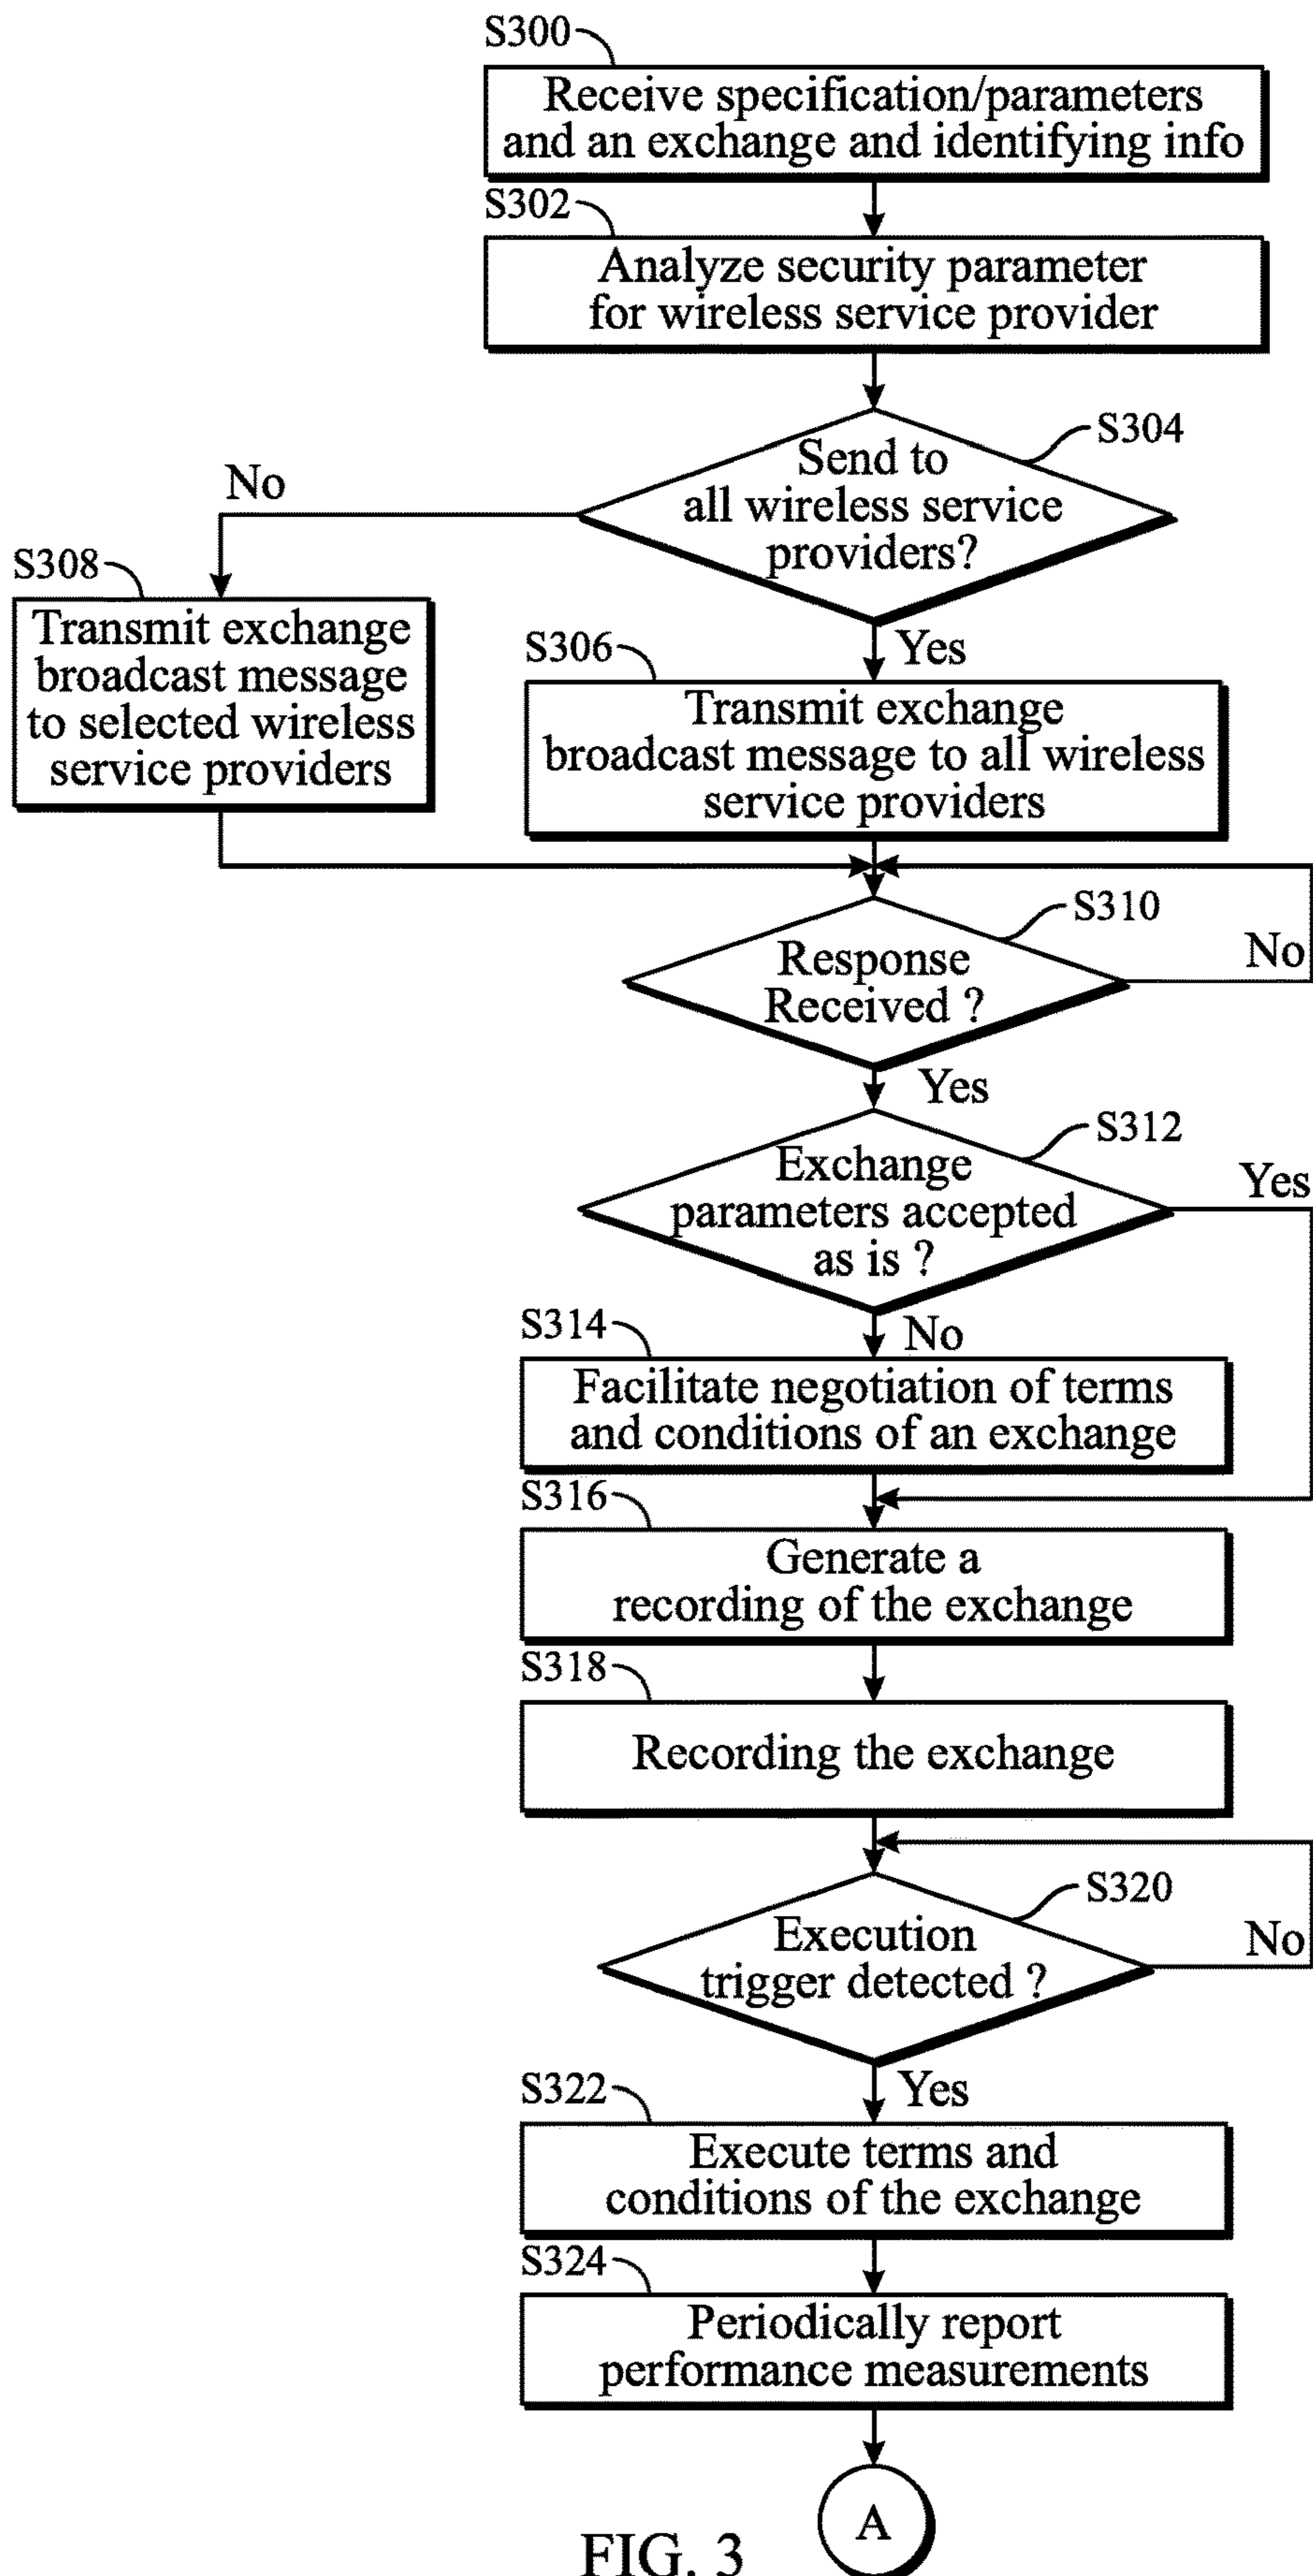 S300
Receive specification/parameters
and an exchange and identifying info
S302
Analyze security parameter
for wireless service provider
S304
Send to
all wireless service
providers?
No
S308
Transmit exchange
broadcast message
to selected wireless
service providers
Yes
S306
Transmit exchange
broadcast message to all wireless
service providers
S310
Response
Received ?
No
Yes
S312
Exchange
parameters accepted
as is ?
Yes
No
S314
Facilitate negotiation of terms
and conditions of an exchange
S316
Generate a
recording of the exchange
S318
Recording the exchange
S320
Execution
trigger detected ?
No
Yes
S322
Execute terms and
conditions of the exchange
S324
Periodically report
performance measurements
A
FIG. 3